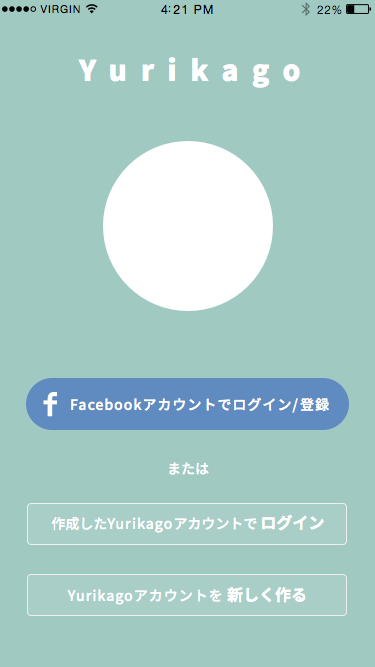 VIRGIN 4:21 PM 22%
Yurikago
Facebookアカウントでログイン/登録
または
作成したYurikagoアカウントでログイン
Yurikagoアカウントを 新しく作る